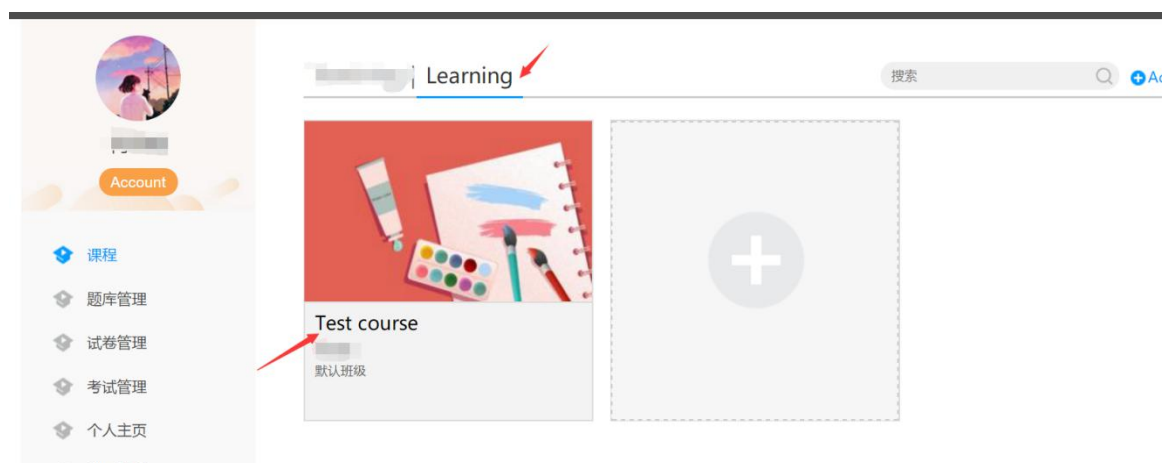 Learning
搜索
Account
课程
题库管理
试卷管理
考试管理
个人主页
Test course
默认班级